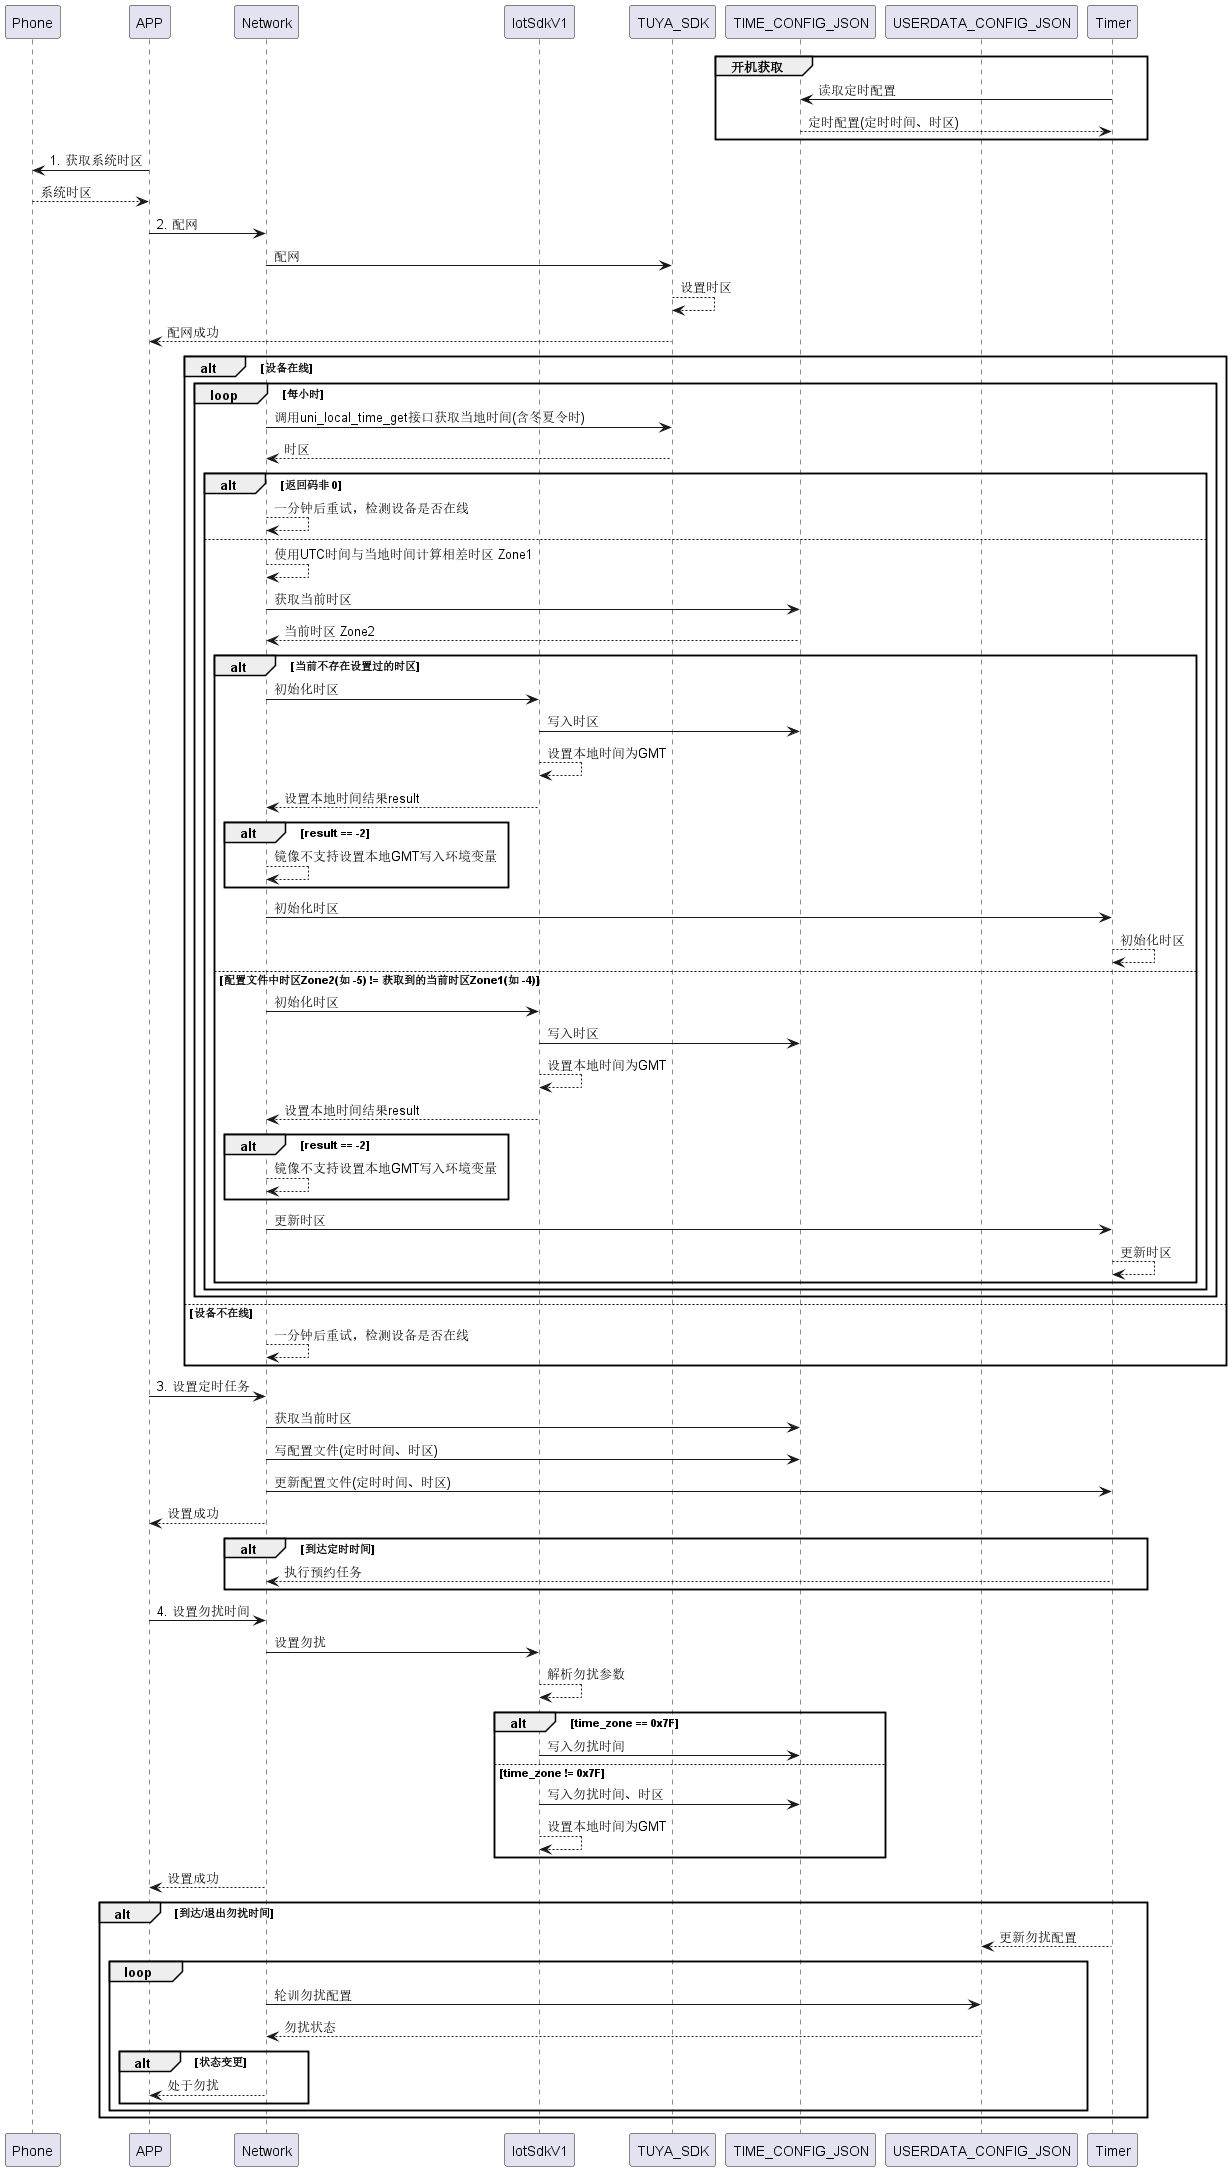 Phone
APP
Network
IotSdkV1
TUYA_SDK
TIME_CONFIG_JSON
USERDATA_CONFIG_JSON
Timer
开机获取
读取定时配置
定时配置(定时时间、时区)
1. 获取系统时区
系统时区
2. 配网
配网
设置时区
配网成功
alt [设备在线]
loop [每小时]
调用uni_local_time_get接口获取当地时间(含冬夏令时)
时区
alt [返回码非 0]
一分钟后重试，检测设备是否在线
使用UTC时间与当地时间计算相差时区 Zone1
获取当前时区
当前时区 Zone2
alt [当前不存在设置过的时区]
初始化时区
写入时区
设置本地时间为GMT
设置本地时间结果result
alt [result == -2]
镜像不支持设置本地GMT写入环境变量
初始化时区
初始化时区
[配置文件中时区Zone2(如 -5) != 获取到的当前时区Zone1(如 -4)]
初始化时区
写入时区
设置本地时间为GMT
设置本地时间结果result
alt [result == -2]
镜像不支持设置本地GMT写入环境变量
更新时区
更新时区
[设备不在线]
一分钟后重试，检测设备是否在线
3. 设置定时任务
获取当前时区
写配置文件(定时时间、时区)
更新配置文件(定时时间、时区)
设置成功
alt [到达定时时间]
执行预约任务
4. 设置勿扰时间
设置勿扰
解析勿扰参数
alt [time_zone == 0x7F]
写入勿扰时间
[time_zone != 0x7F]
写入勿扰时间、时区
设置本地时间为GMT
设置成功
alt [到达/退出勿扰时间]
更新勿扰配置
loop
轮训勿扰配置
勿扰状态
alt [状态变更]
处于勿扰
Phone
APP
Network
IotSdkV1
TUYA_SDK
TIME_CONFIG_JSON
USERDATA_CONFIG_JSON
Timer